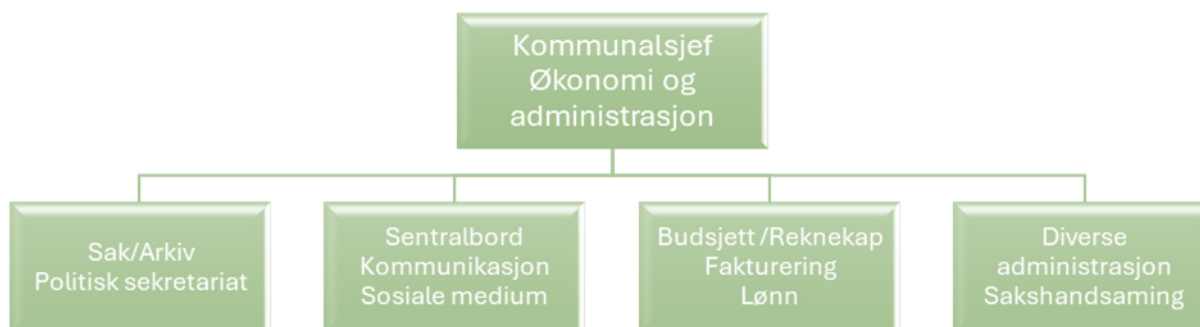 Kommunalsjef
Økonomi og
administrasjon
Sak/Arkiv
Politisk sekretariat
Sentralbord
Kommunikasjon
Sosiale medium
Budsjett /Reknekap
Fakturering
Lønn
Diverse
administrasjon
Sakshandsaming